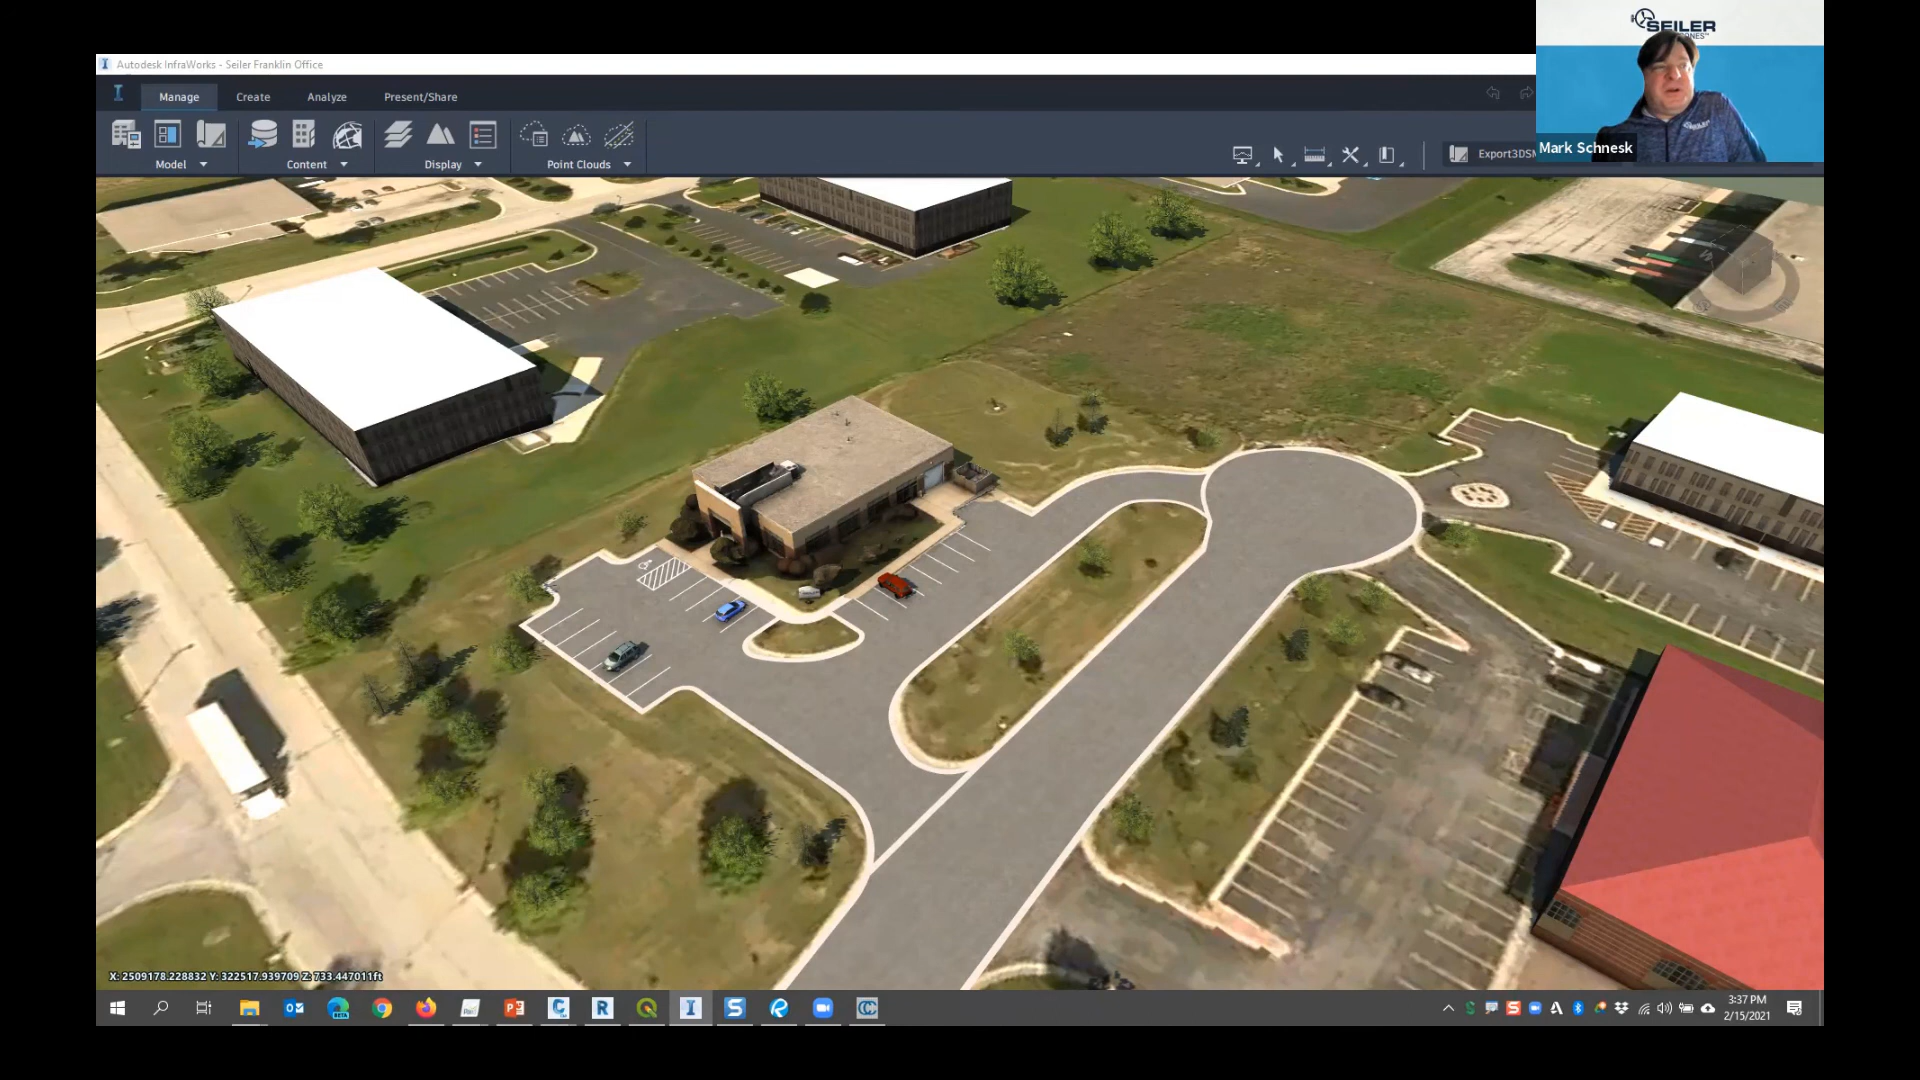 SEILER
Autodesk InfraWorks - Seiler Franklin Office
Manage
Create
Analyze
Present/Share
Mark Schnesk
Model
Content
Display
Point Clouds
Export3DSM
X: 2509178.228832 Y: 322517.939709 Z: 733.447011ft
3:37 PM
2/15/2021